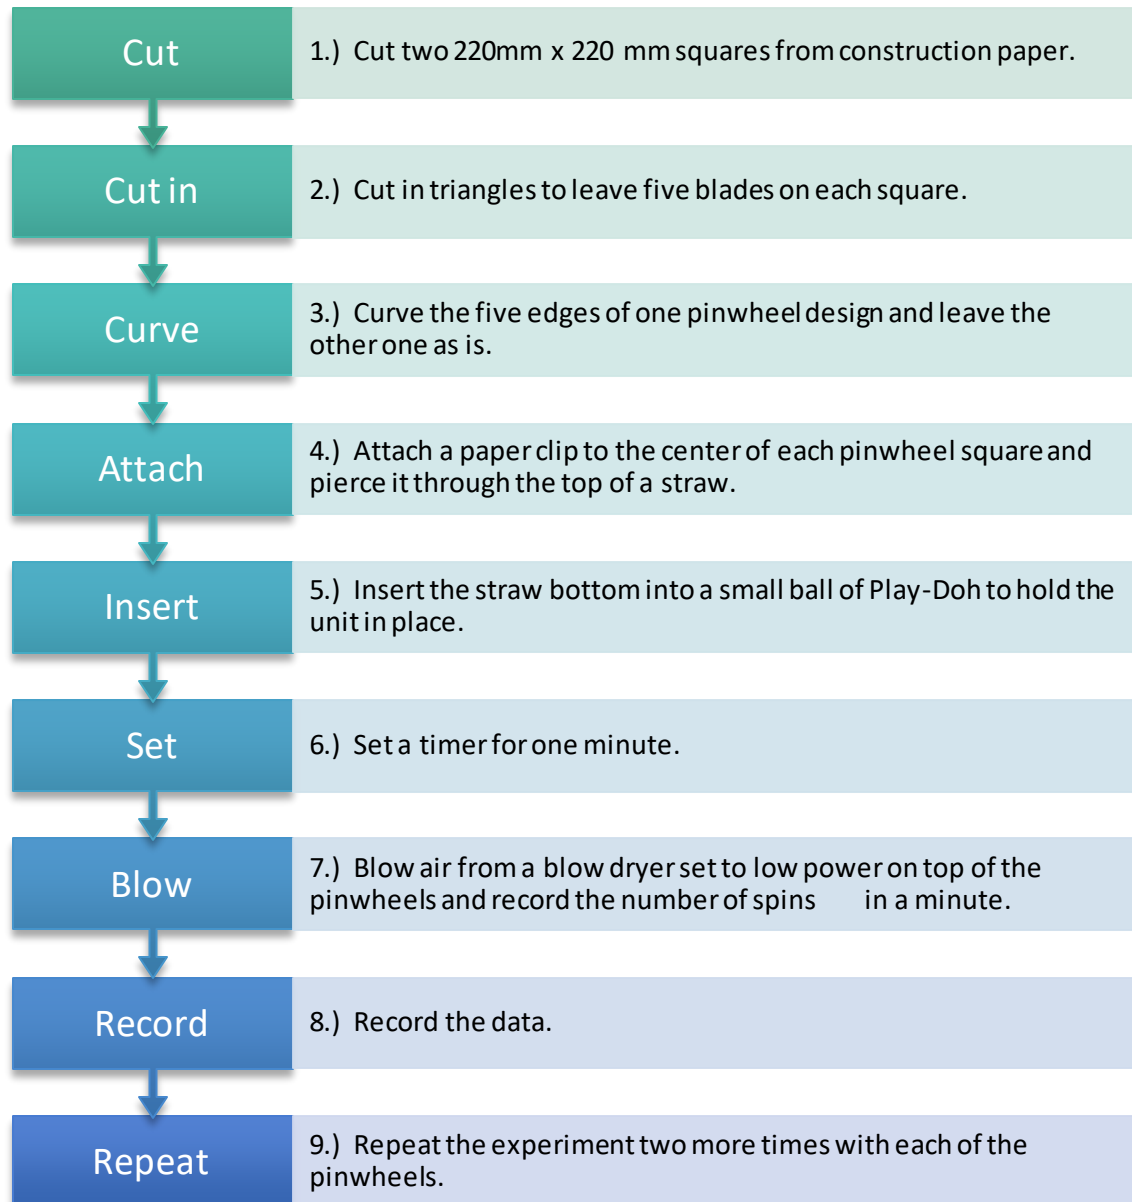 Cut
1.) Cut two 220mm x 220 mm squares from construction paper.
Cut in
2.) Cut in triangles to leave five blades on each square.
Curve
3.) Curve the five edges of one pinwheel design and leave the
other one as is.
Attach
4.) Attach a paper clip to the center of each pinwheel square and
pierce it through the top of a straw.
Insert
5.) Insert the straw bottom into a small ball of Play-Doh to hold the
unit in place.
Set
6.) Set a timer for one minute.
Blow
7.) Blow air from a blow dryer set to low power on top of the
pinwheels and record the number of spins in a minute.
Record
8.) Record the data.
Repeat
9.) Repeat the experiment two more times with each of the
pinwheels.